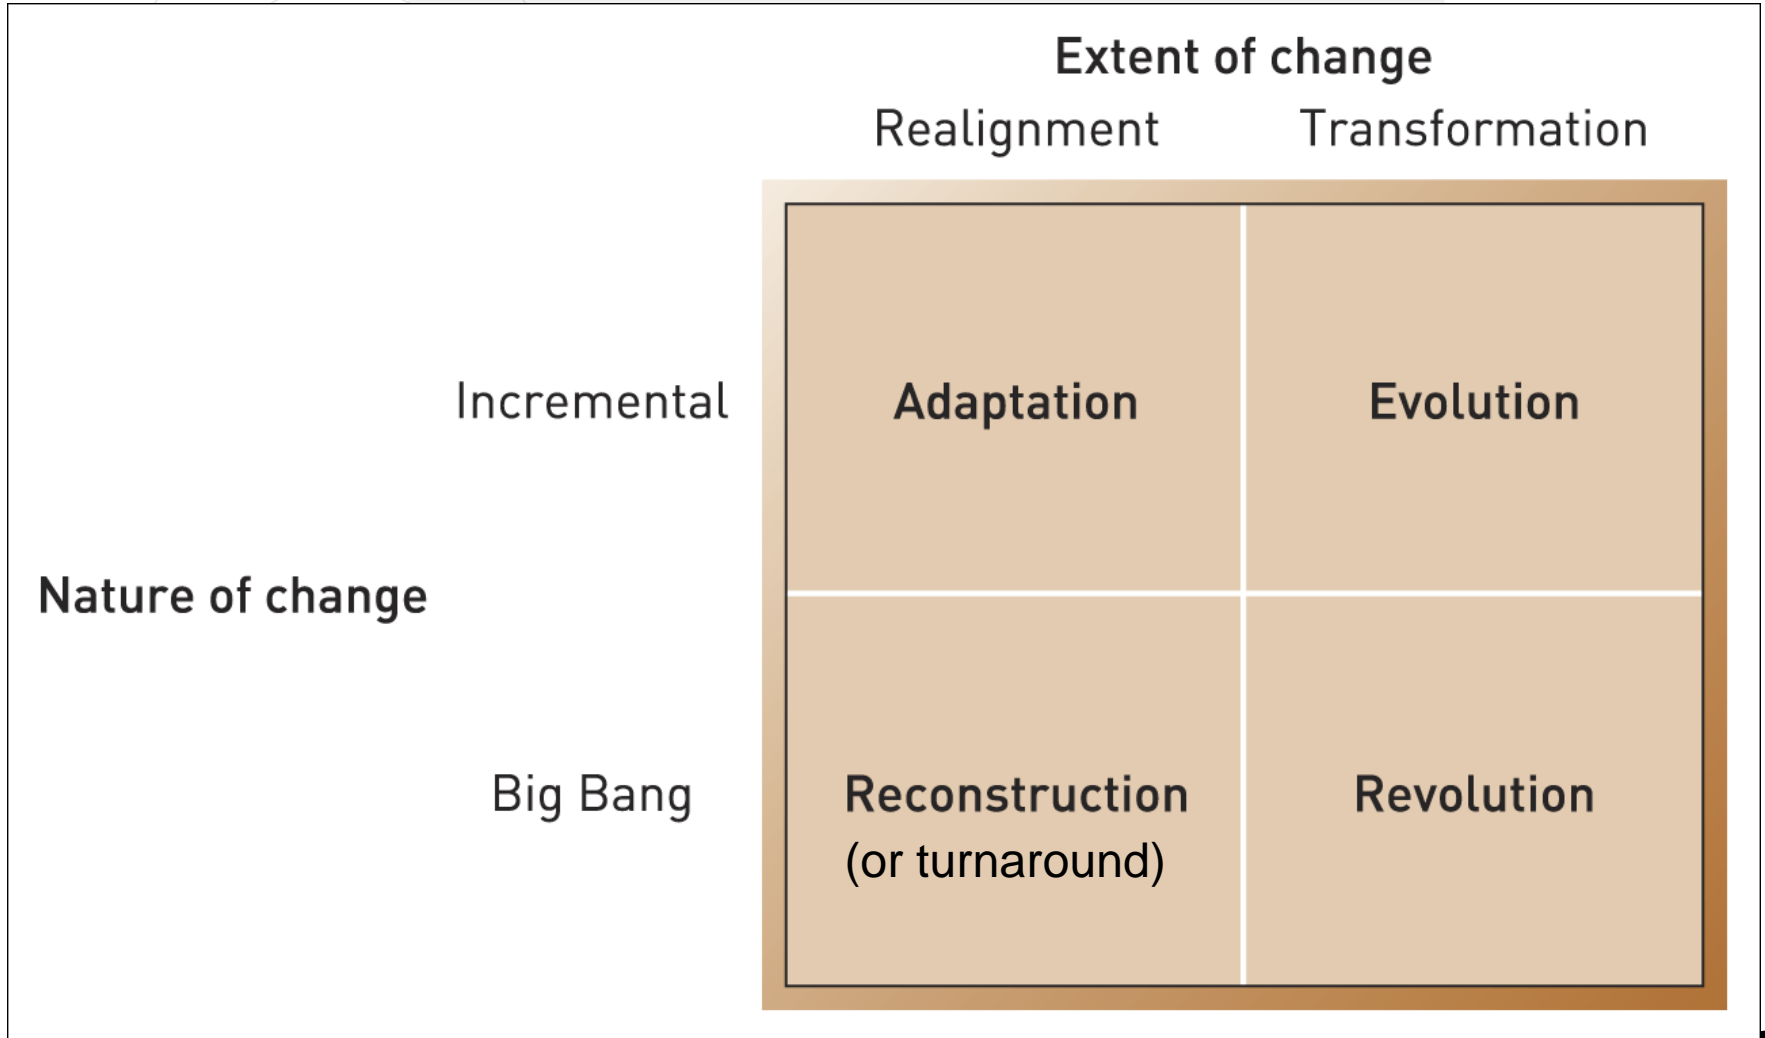 Extent of change
Realignment Transformation
Incremental Adaptation Evolution
Nature of change
Big Bang Reconstruction Revolution
(or turnaround)